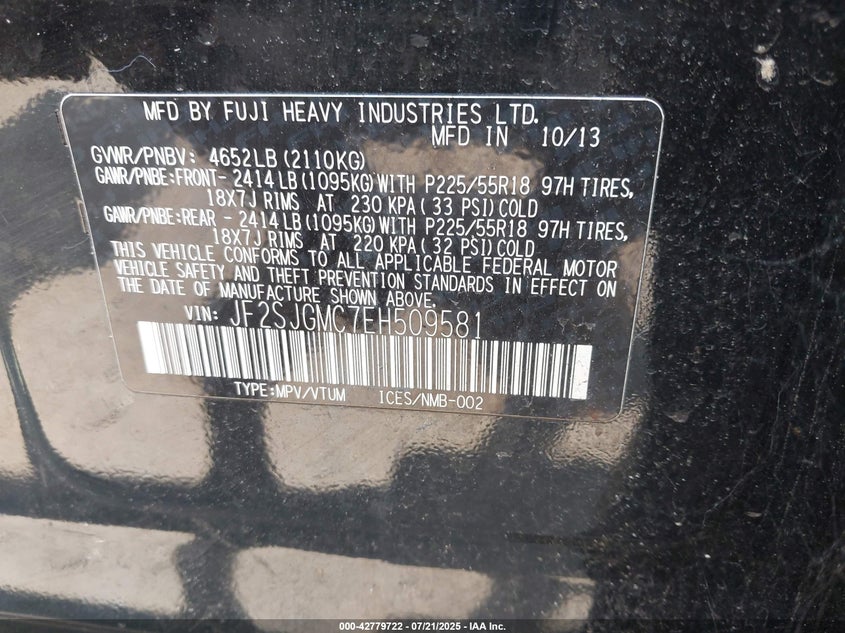 MFD BY FUJI HEAVY INDUSTRIES LTD.
MFD IN 10/13
GVWR/PNBV: 4652LB(2110KG)
GAWR/PNBE:FRONT-2414LB(1095KG)WITH P225/55R18 97H TIRES,
18X7J RIMS AT 230 KPA(33 PSI)COLD
GAWR/PNBE:REAR -2414LB(1095KG)WITH P225/55R18 97H TIRES,
18X7J RIMS AT 220 KPA(32 PSI)COLD
THIS VEHICLE CONFORMS TO ALL APPLICABLE FEDERAL MOTOR
VEHICLE SAFETY AND THEFT PREVENTION STANDARDS IN EFFECT ON
THE DATE OF MANUFACTURE SHOWN ABOVE.
VIN: JF2SJGMC7EH509581
TYPE:MPV/VTUM ICES/NMB-002
000-42779722 - 07/21/2025 - IAA Inc.